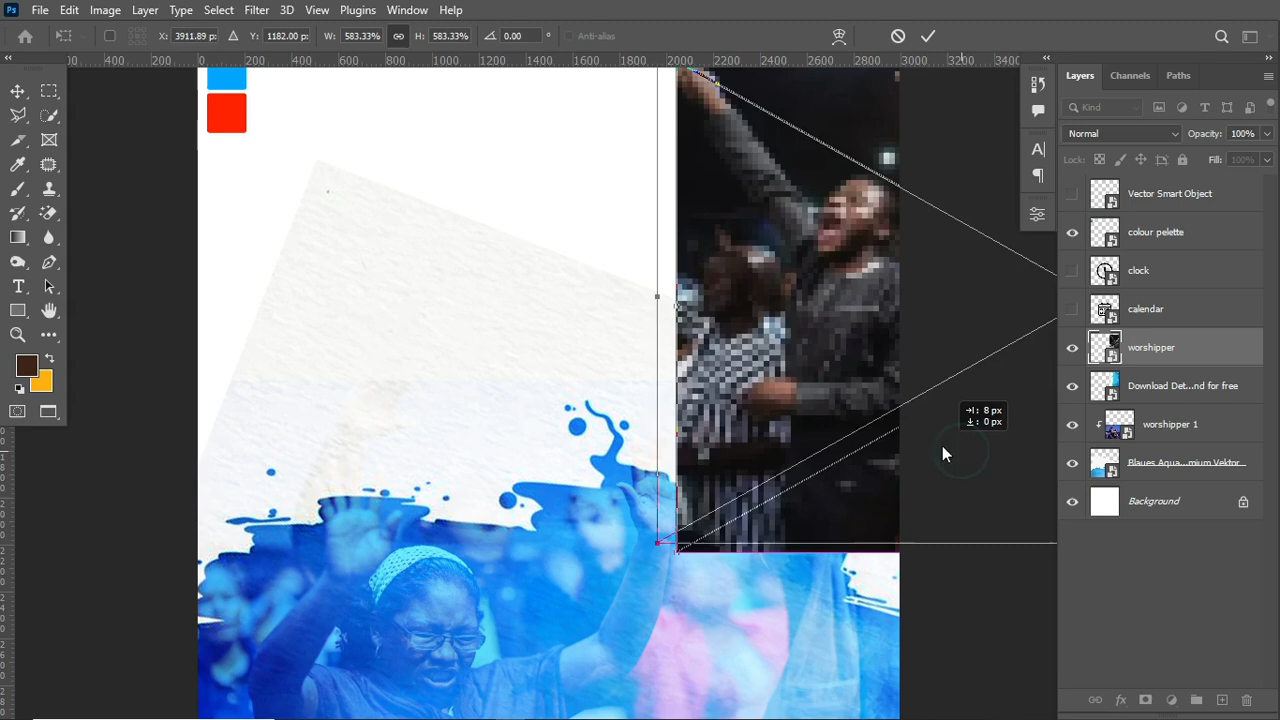 Ps File Edit Image Layer Type Select Filter 3D View Plugins Window Help
X: 3911.89 p: Y: 1182.00 p: W: 583.33% H: 583.33% 0.00 ° Anti-alias
400 200 0 200 400 600 800 1000 1200 1400 1600 1800 2000 2200 2400 2600 2800 3000 3200 3400
Layers Channels Paths
Kind
Normal Opacity: 100%
Lock: Fill: 100%
Vector Smart Object
colour pelette
clock
calendar
worshipper
Download Det...nd for free
worshipper 1
Blaues Aqua...mium Vektor
Background
→: 8 px
↓: 0 px
A
T
fx